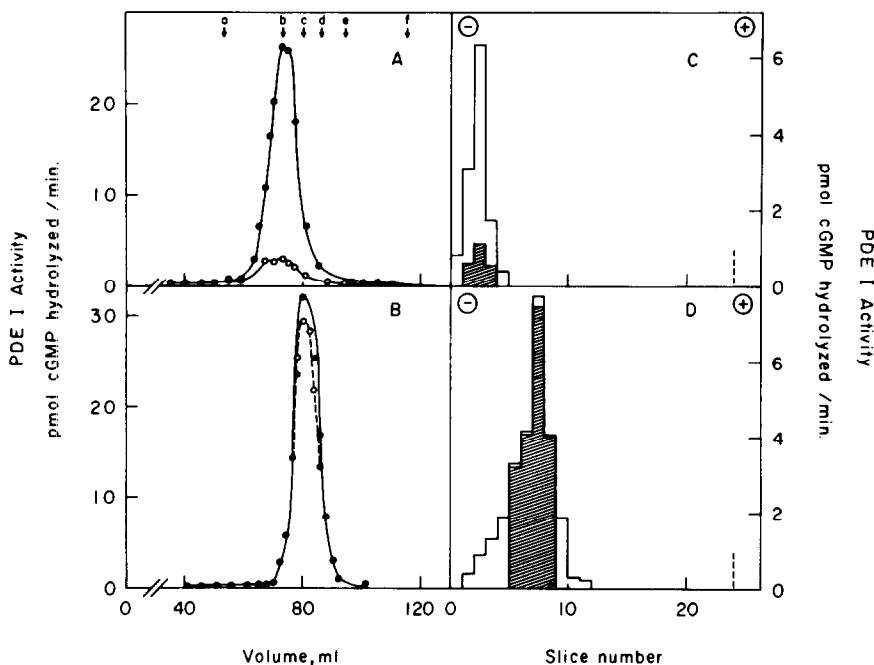 a b c d e f
A
20
10
0
PDE I Activity
pmol cGMP hydrolyzed /min.
B
30
20
10
0
0 40 80 120
Volume, ml
− +
C
6
4
2
0
PDE I Activity
pmol cGMP hydrolyzed /min.
− +
D
6
4
2
0
0 10 20
Slice number